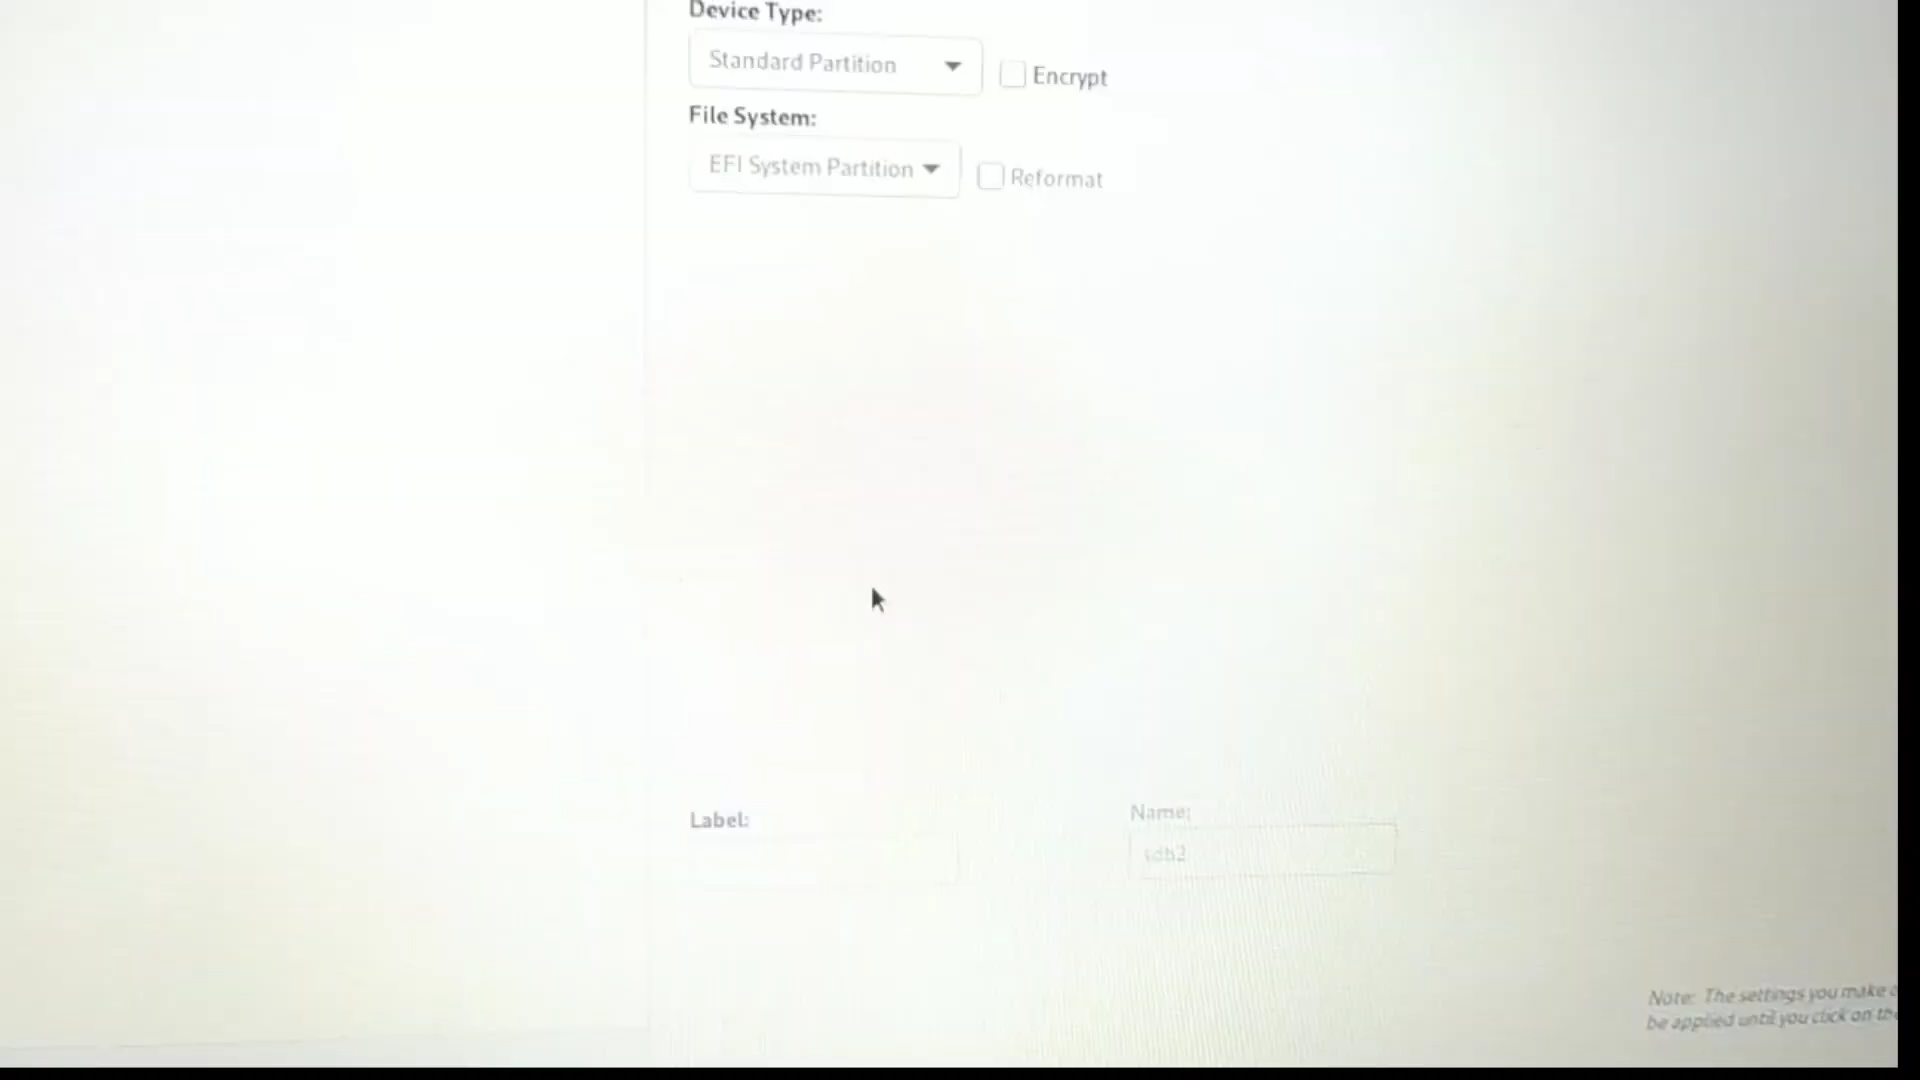 Device Type:
Standard Partition
Encrypt
File System:
EFI System Partition
Reformat
Label:
Name:
sdb2
Note: The settings you make
be applied until you click on the